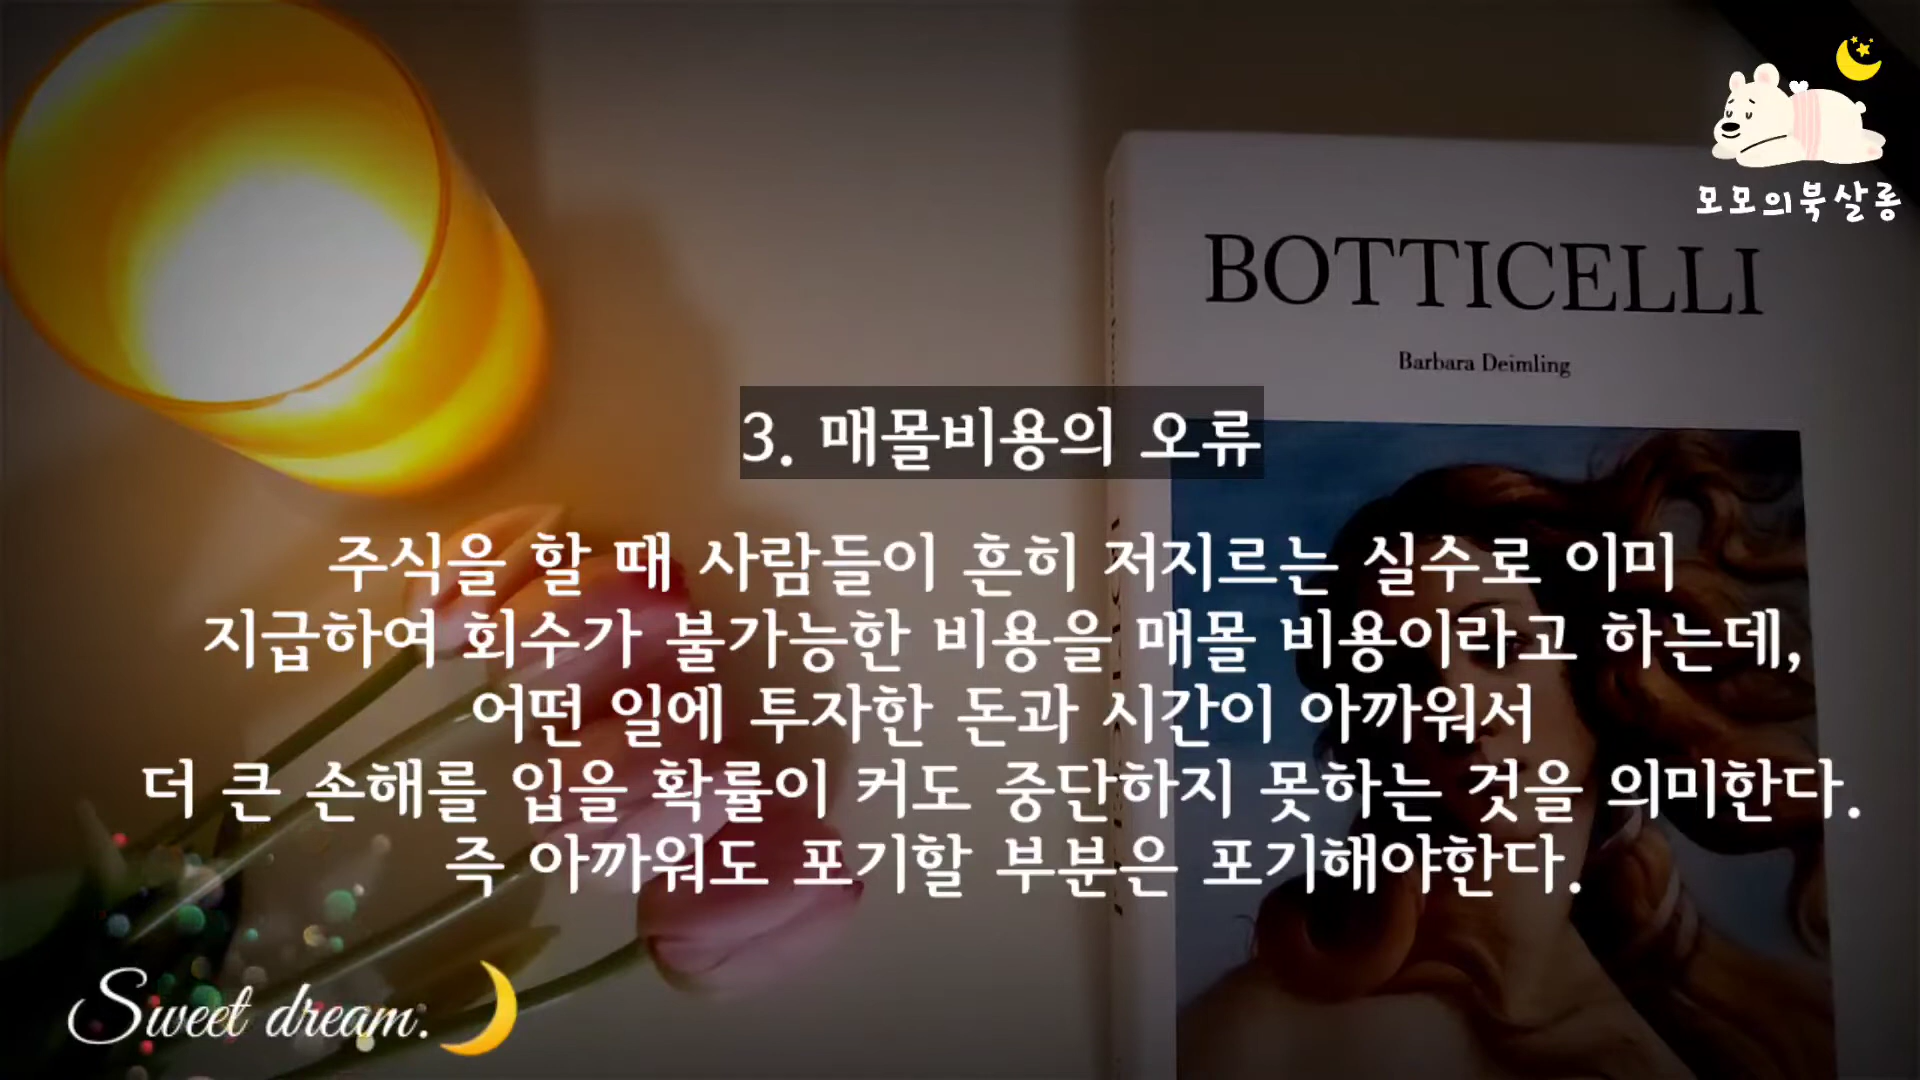 모모의북살롱
BOTTICELLI
Barbara Deimling
3. 매몰비용의 오류
주식을 할 때 사람들이 흔히 저지르는 실수로 이미
지급하여 회수가 불가능한 비용을 매몰 비용이라고 하는데,
어떤 일에 투자한 돈과 시간이 아까워서
더 큰 손해를 입을 확률이 커도 중단하지 못하는 것을 의미한다.
즉 아까워도 포기할 부분은 포기해야한다.
Sweet dream.